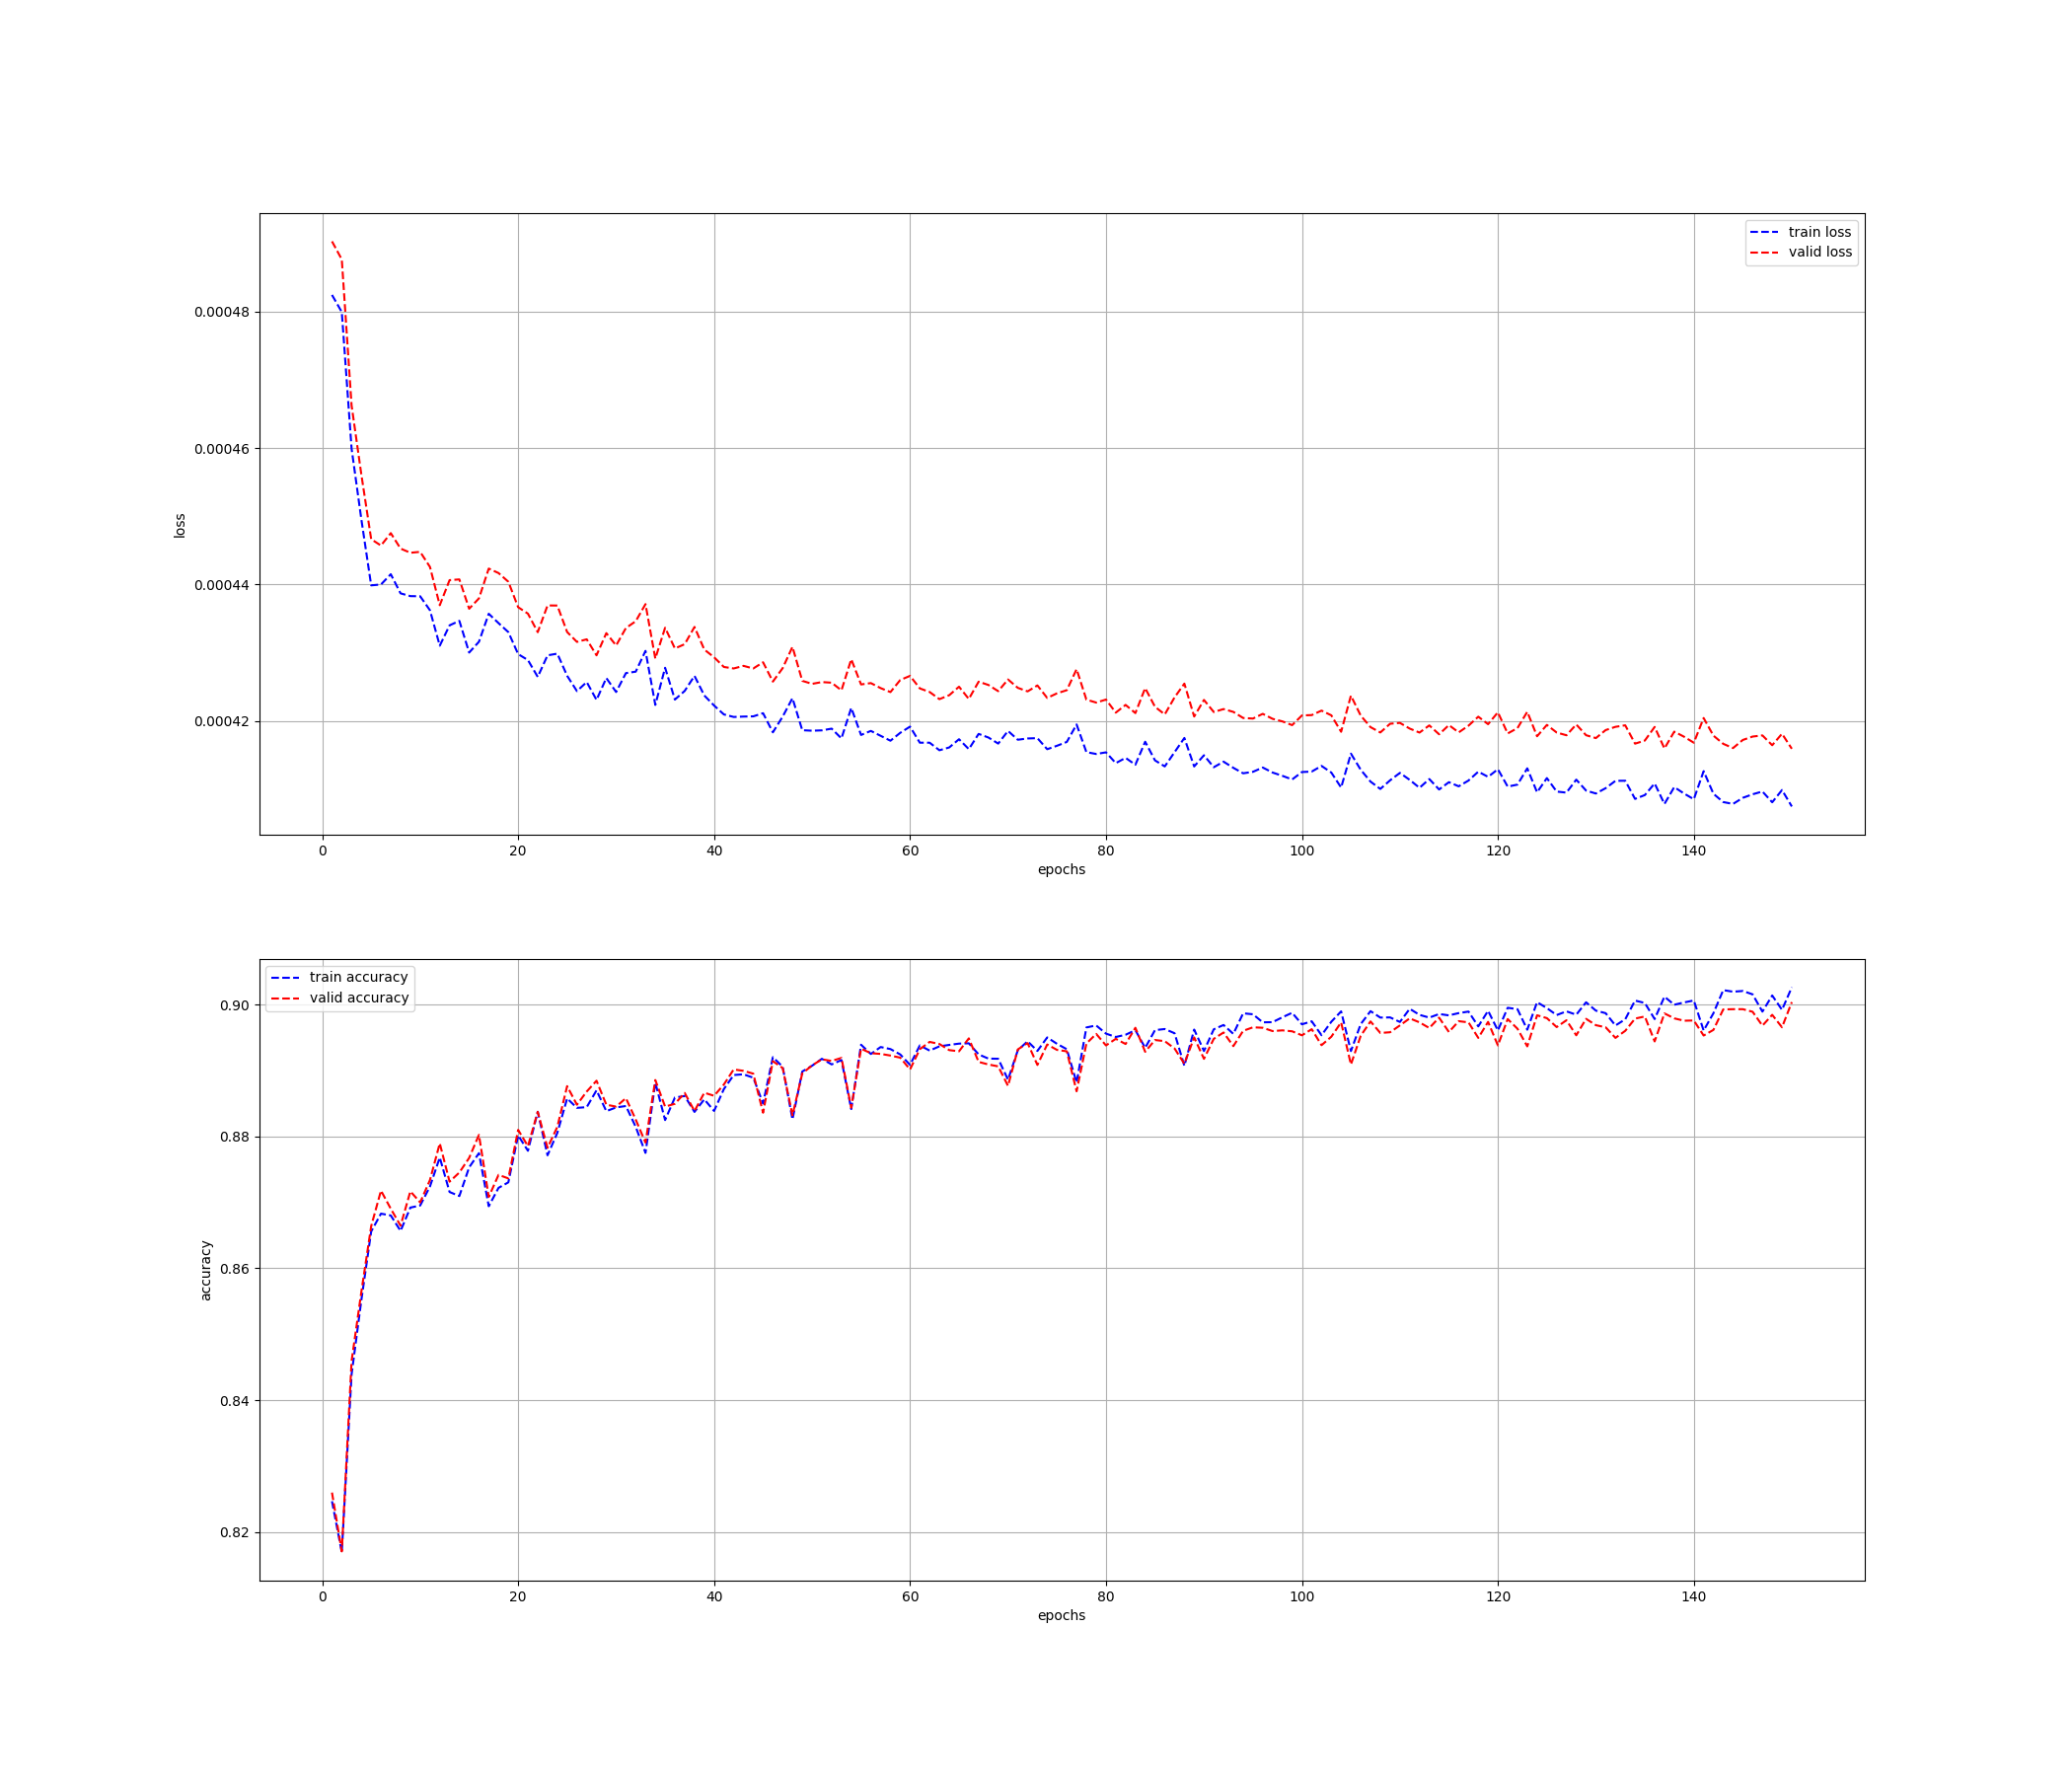 train loss
valid loss
0.00048
0.00046
0.00044
0.00042
loss
0 20 40 60 80 100 120 140
epochs
train accuracy
valid accuracy
0.90
0.88
0.86
0.84
0.82
accuracy
0 20 40 60 80 100 120 140
epochs